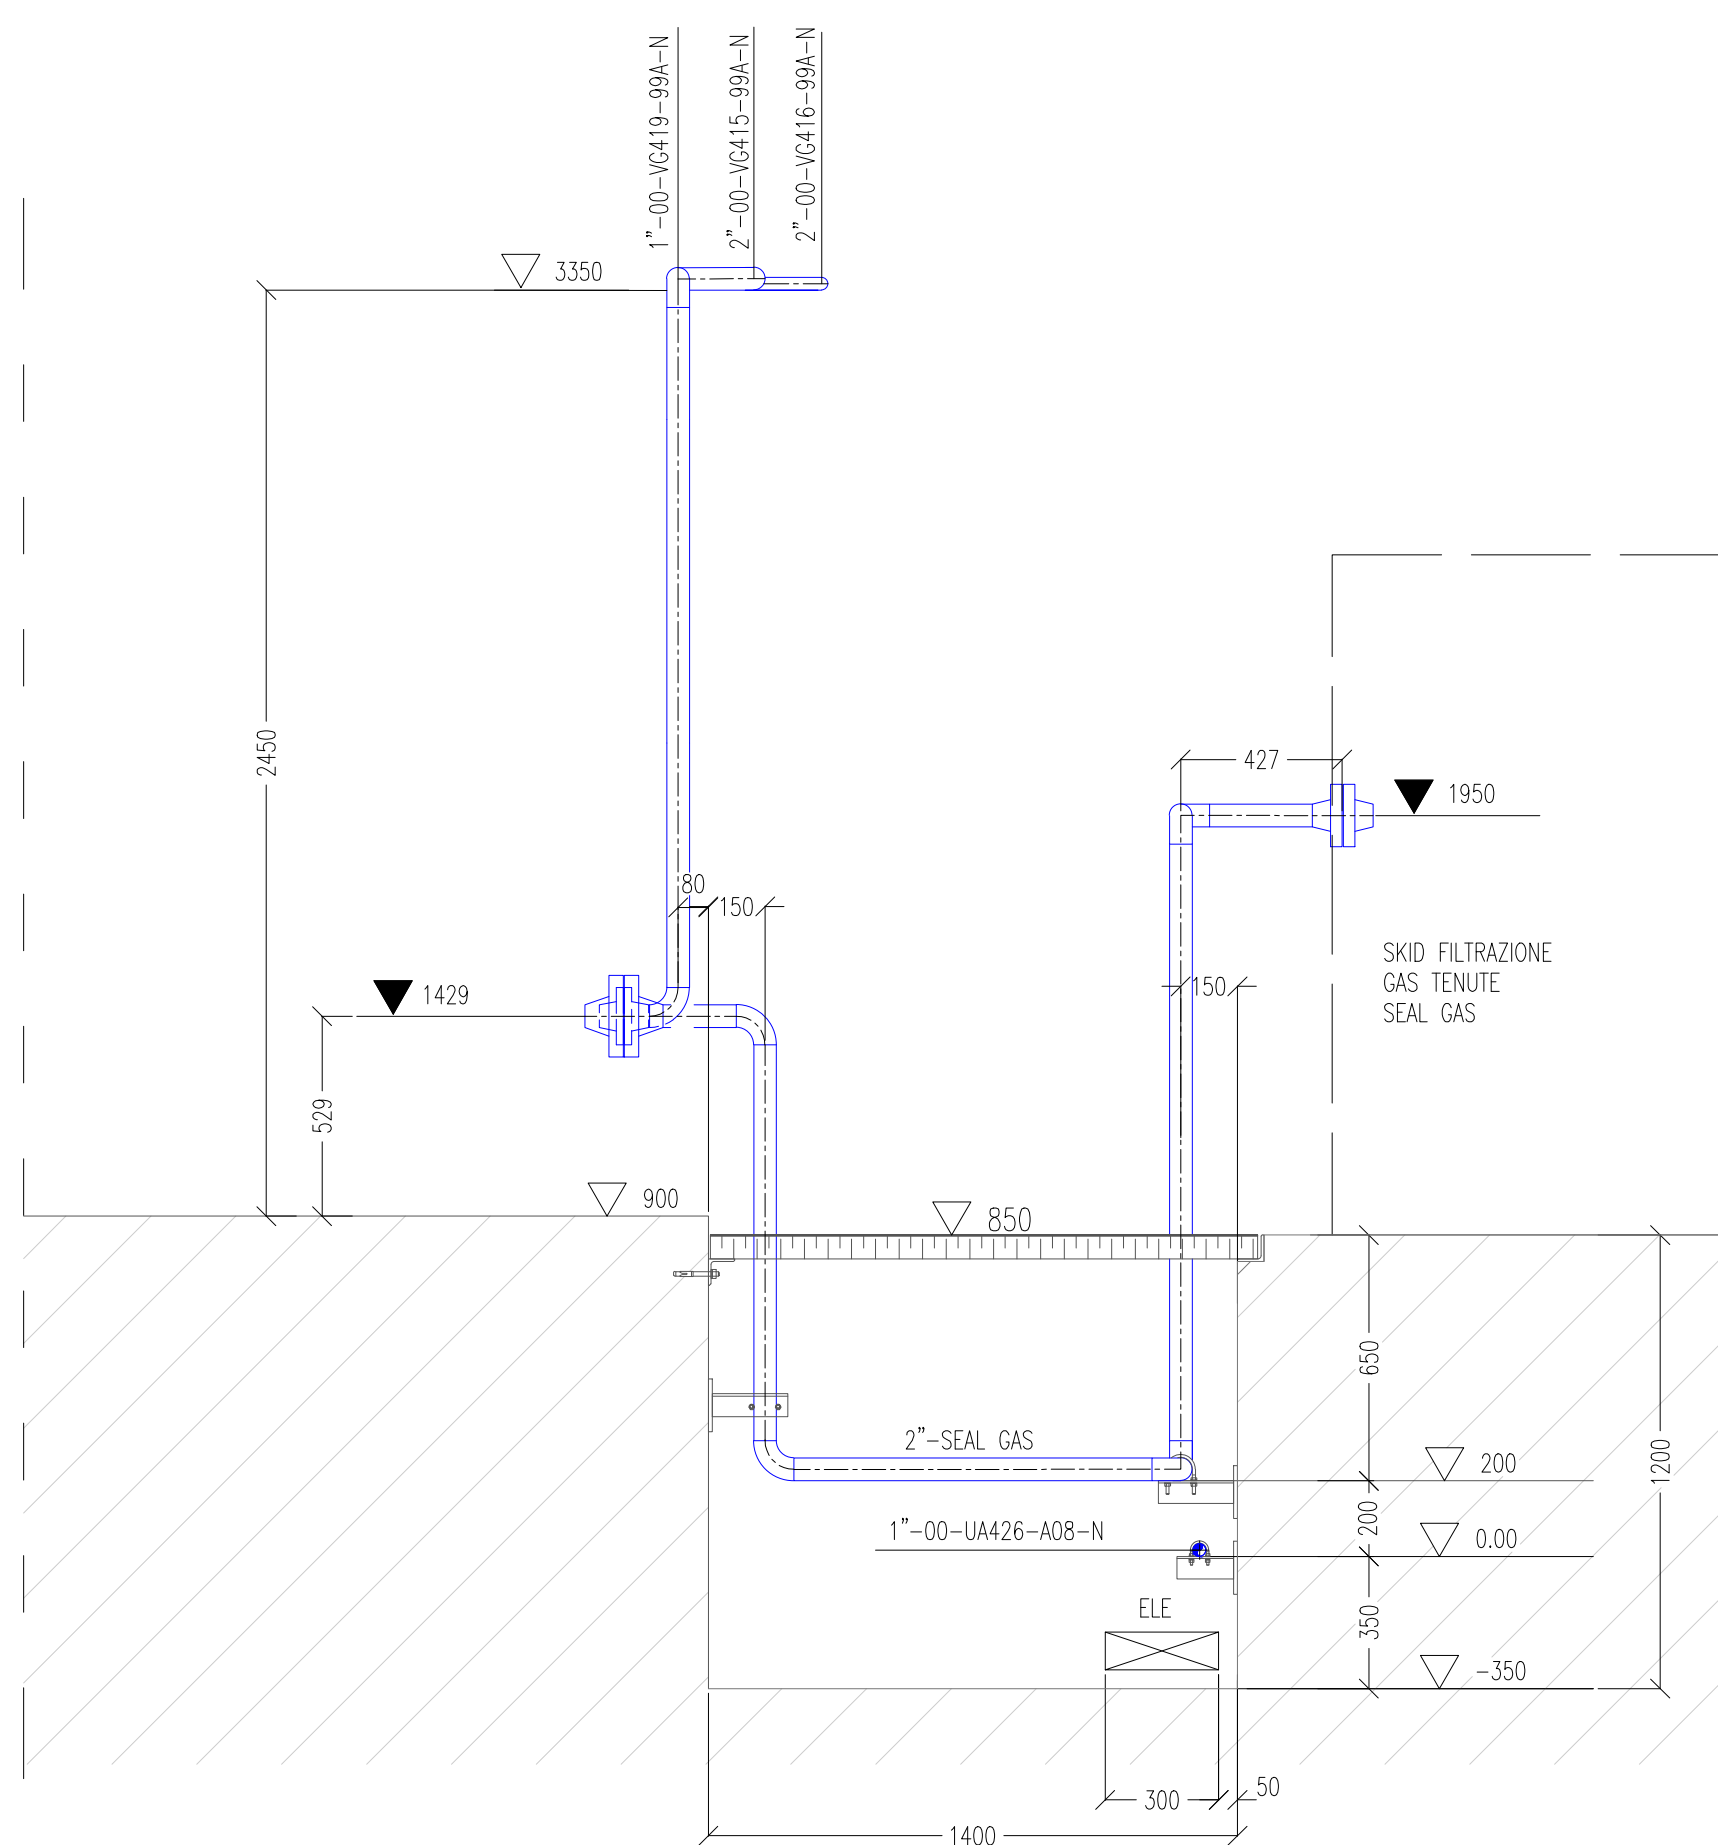 1"-00-VG419-99A-N
2"-00-VG415-99A-N
2"-00-VG416-99A-N
3350
2450
427
1950
80
150
SKID FILTRAZIONE
GAS TENUTE
SEAL GAS
1429
150
529
900
850
650
2"-SEAL GAS
200
1200
200
1"-00-UA426-A08-N
0.00
ELE
350
-350
300
50
1400